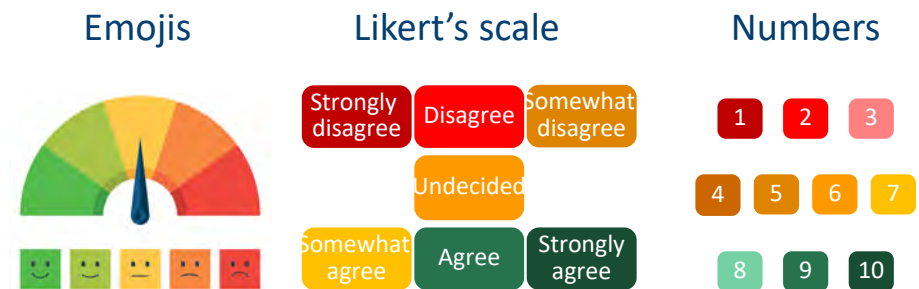 Emojis
Likert's scale
Numbers
Strongly
disagree
Disagree
Somewhat
disagree
Undecided
Somewhat
agree
Agree
Strongly
agree
1 2 3
4 5 6 7
8 9 10